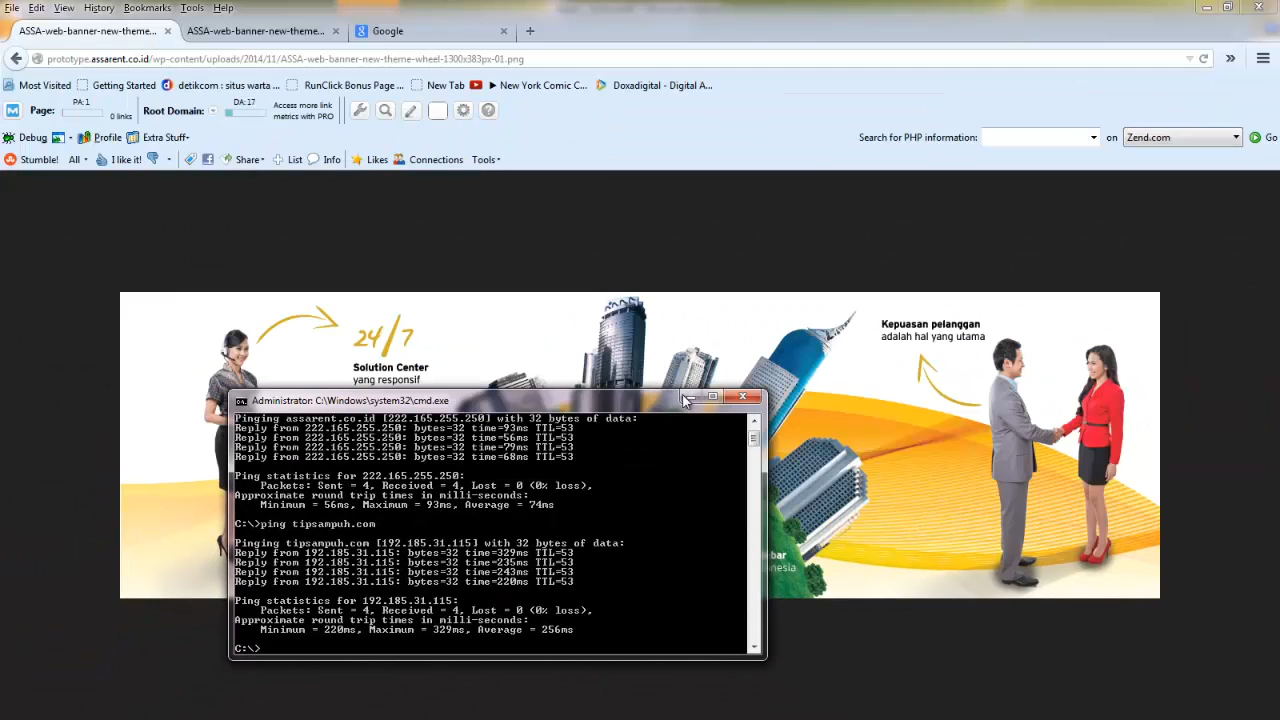 File Edit View History Bookmarks Tools Help
ASSA-web-banner-new-theme... × ASSA-web-banner-new-theme... × Google × +
prototype.assarent.co.id/wp-content/uploads/2014/11/ASSA-web-banner-new-theme-wheel-1300x383px-01.png
Most Visited Getting Started detikcom : situs warta ... RunClick Bonus Page ... New Tab ► New York Comic C... Doxadigital - Digital A...
Page: PA:1 0 links Root Domain: DA:17 Access more link metrics with PRO
Debug Profile Extra Stuff Search for PHP information: on Zend.com Go
Stumble! All I like it! Share List Info Likes Connections Tools
24/7
Solution Center
yang responsif
Kepuasan pelanggan
adalah hal yang utama
Administrator: C:\Windows\system32\cmd.exe
Pinging assarent.co.id [222.165.255.250] with 32 bytes of data:
Reply from 222.165.255.250: bytes=32 time=93ms TTL=53
Reply from 222.165.255.250: bytes=32 time=56ms TTL=53
Reply from 222.165.255.250: bytes=32 time=79ms TTL=53
Reply from 222.165.255.250: bytes=32 time=68ms TTL=53
Ping statistics for 222.165.255.250:
Packets: Sent = 4, Received = 4, Lost = 0 (0% loss),
Approximate round trip times in milli-seconds:
Minimum = 56ms, Maximum = 93ms, Average = 74ms
C:\>ping tipsampuh.com
Pinging tipsampuh.com [192.185.31.115] with 32 bytes of data:
Reply from 192.185.31.115: bytes=32 time=329ms TTL=53
Reply from 192.185.31.115: bytes=32 time=235ms TTL=53
Reply from 192.185.31.115: bytes=32 time=243ms TTL=53
Reply from 192.185.31.115: bytes=32 time=220ms TTL=53
Ping statistics for 192.185.31.115:
Packets: Sent = 4, Received = 4, Lost = 0 (0% loss),
Approximate round trip times in milli-seconds:
Minimum = 220ms, Maximum = 329ms, Average = 256ms
C:\>